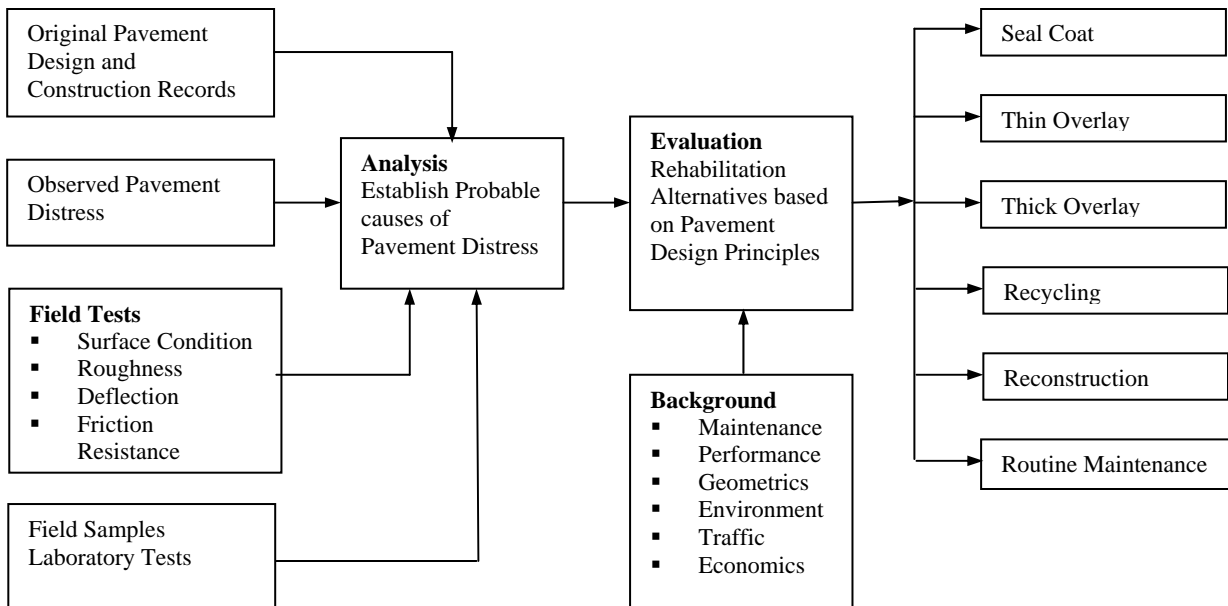 Original Pavement
Design and
Construction Records
Observed Pavement
Distress
Field Tests
▪ Surface Condition
▪ Roughness
▪ Deflection
▪ Friction
Resistance
Field Samples
Laboratory Tests
Analysis
Establish Probable
causes of
Pavement Distress
Evaluation
Rehabilitation
Alternatives based
on Pavement
Design Principles
Background
▪ Maintenance
▪ Performance
▪ Geometrics
▪ Environment
▪ Traffic
▪ Economics
Seal Coat
Thin Overlay
Thick Overlay
Recycling
Reconstruction
Routine Maintenance